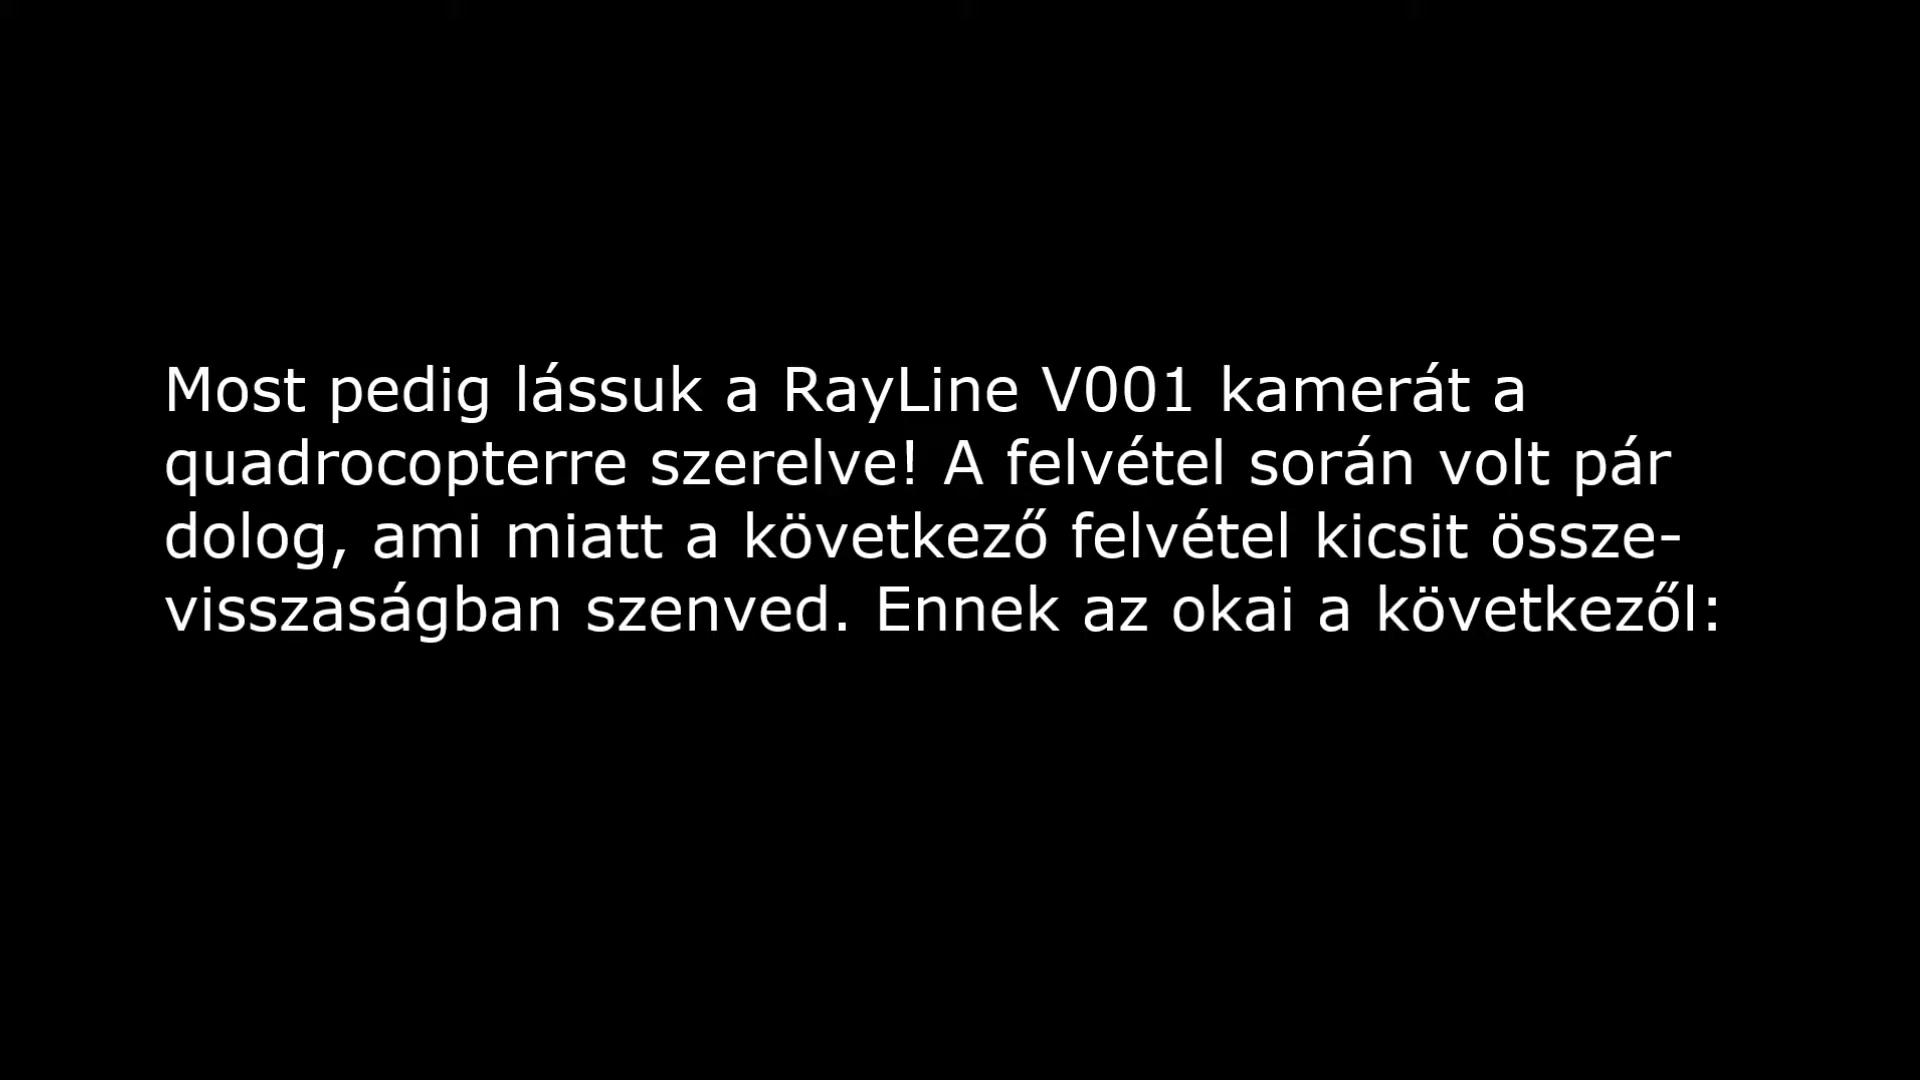 Most pedig lássuk a RayLine V001 kamerát a
quadrocopterre szerelve! A felvétel során volt pár
dolog, ami miatt a következő felvétel kicsit össze-
visszaságban szenved. Ennek az okai a következől: